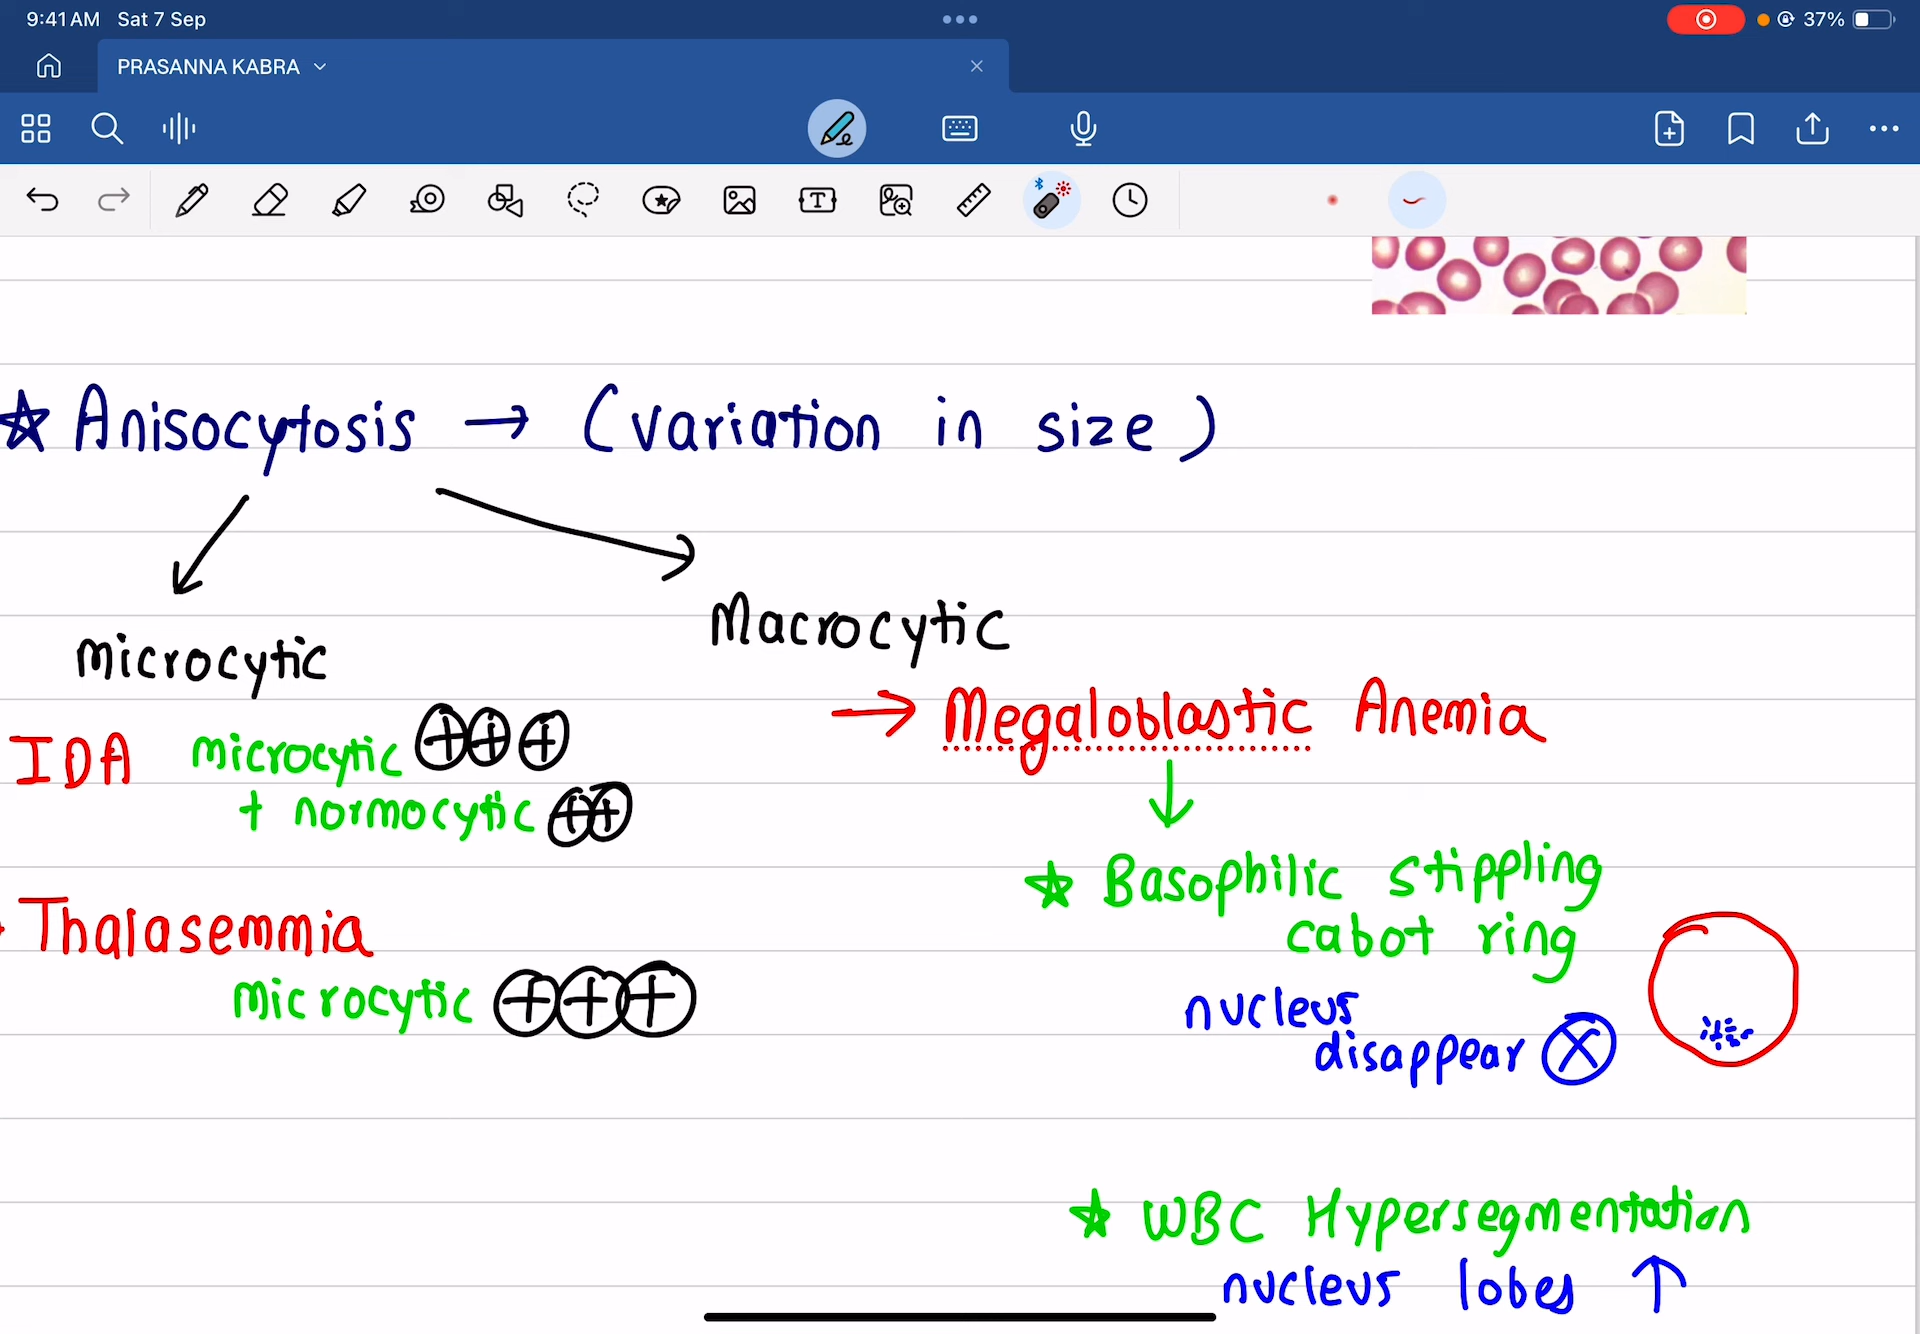 9:41 AM Sat 7 Sep
37%
PRASANNA KABRA
☆ Anisocytosis → (variation in size)
microcytic
Macrocytic
IDA microcytic ⊕⊕⊕
+ normocytic ⊕⊕
Thalasemmia
microcytic ⊕⊕⊕
→ Megaloblastic Anemia
↓
☆ Basophilic stippling
cabot ring
nucleus
disappear ⊗
☆ WBC Hypersegmentation
nucleus lobes ↑